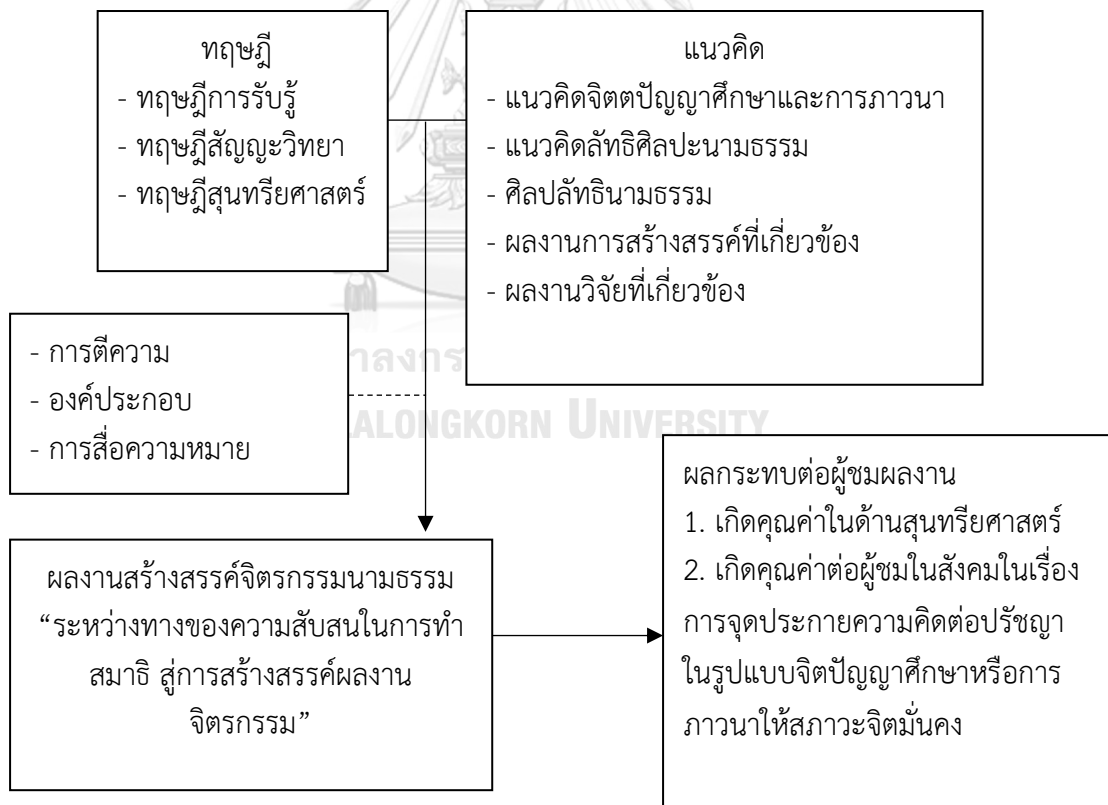 ทฤษฎี
- ทฤษฎีการรับรู้
- ทฤษฎีสัญญะวิทยา
- ทฤษฎีสุนทรียศาสตร์
แนวคิด
- แนวคิดจิตตปัญญาศึกษาและการภาวนา
- แนวคิดลัทธิศิลปะนามธรรม
- ศิลปลัทธินามธรรม
- ผลงานการสร้างสรรค์ที่เกี่ยวข้อง
- ผลงานวิจัยที่เกี่ยวข้อง
- การตีความ
- องค์ประกอบ
- การสื่อความหมาย
าลงกร
ALONGKORN UNIVERSITY
ผลงานสร้างสรรค์จิตรกรรมนามธรรม
“ระหว่างทางของความสับสนในการทำ
สมาธิ สู่การสร้างสรรค์ผลงาน
จิตรกรรม”
ผลกระทบต่อผู้ชมผลงาน
1. เกิดคุณค่าในด้านสุนทรียศาสตร์
2. เกิดคุณค่าต่อผู้ชมในสังคมในเรื่อง
การจุดประกายความคิดต่อปรัชญา
ในรูปแบบจิตปัญญาศึกษาหรือการ
ภาวนาให้สภาวะจิตมั่นคง